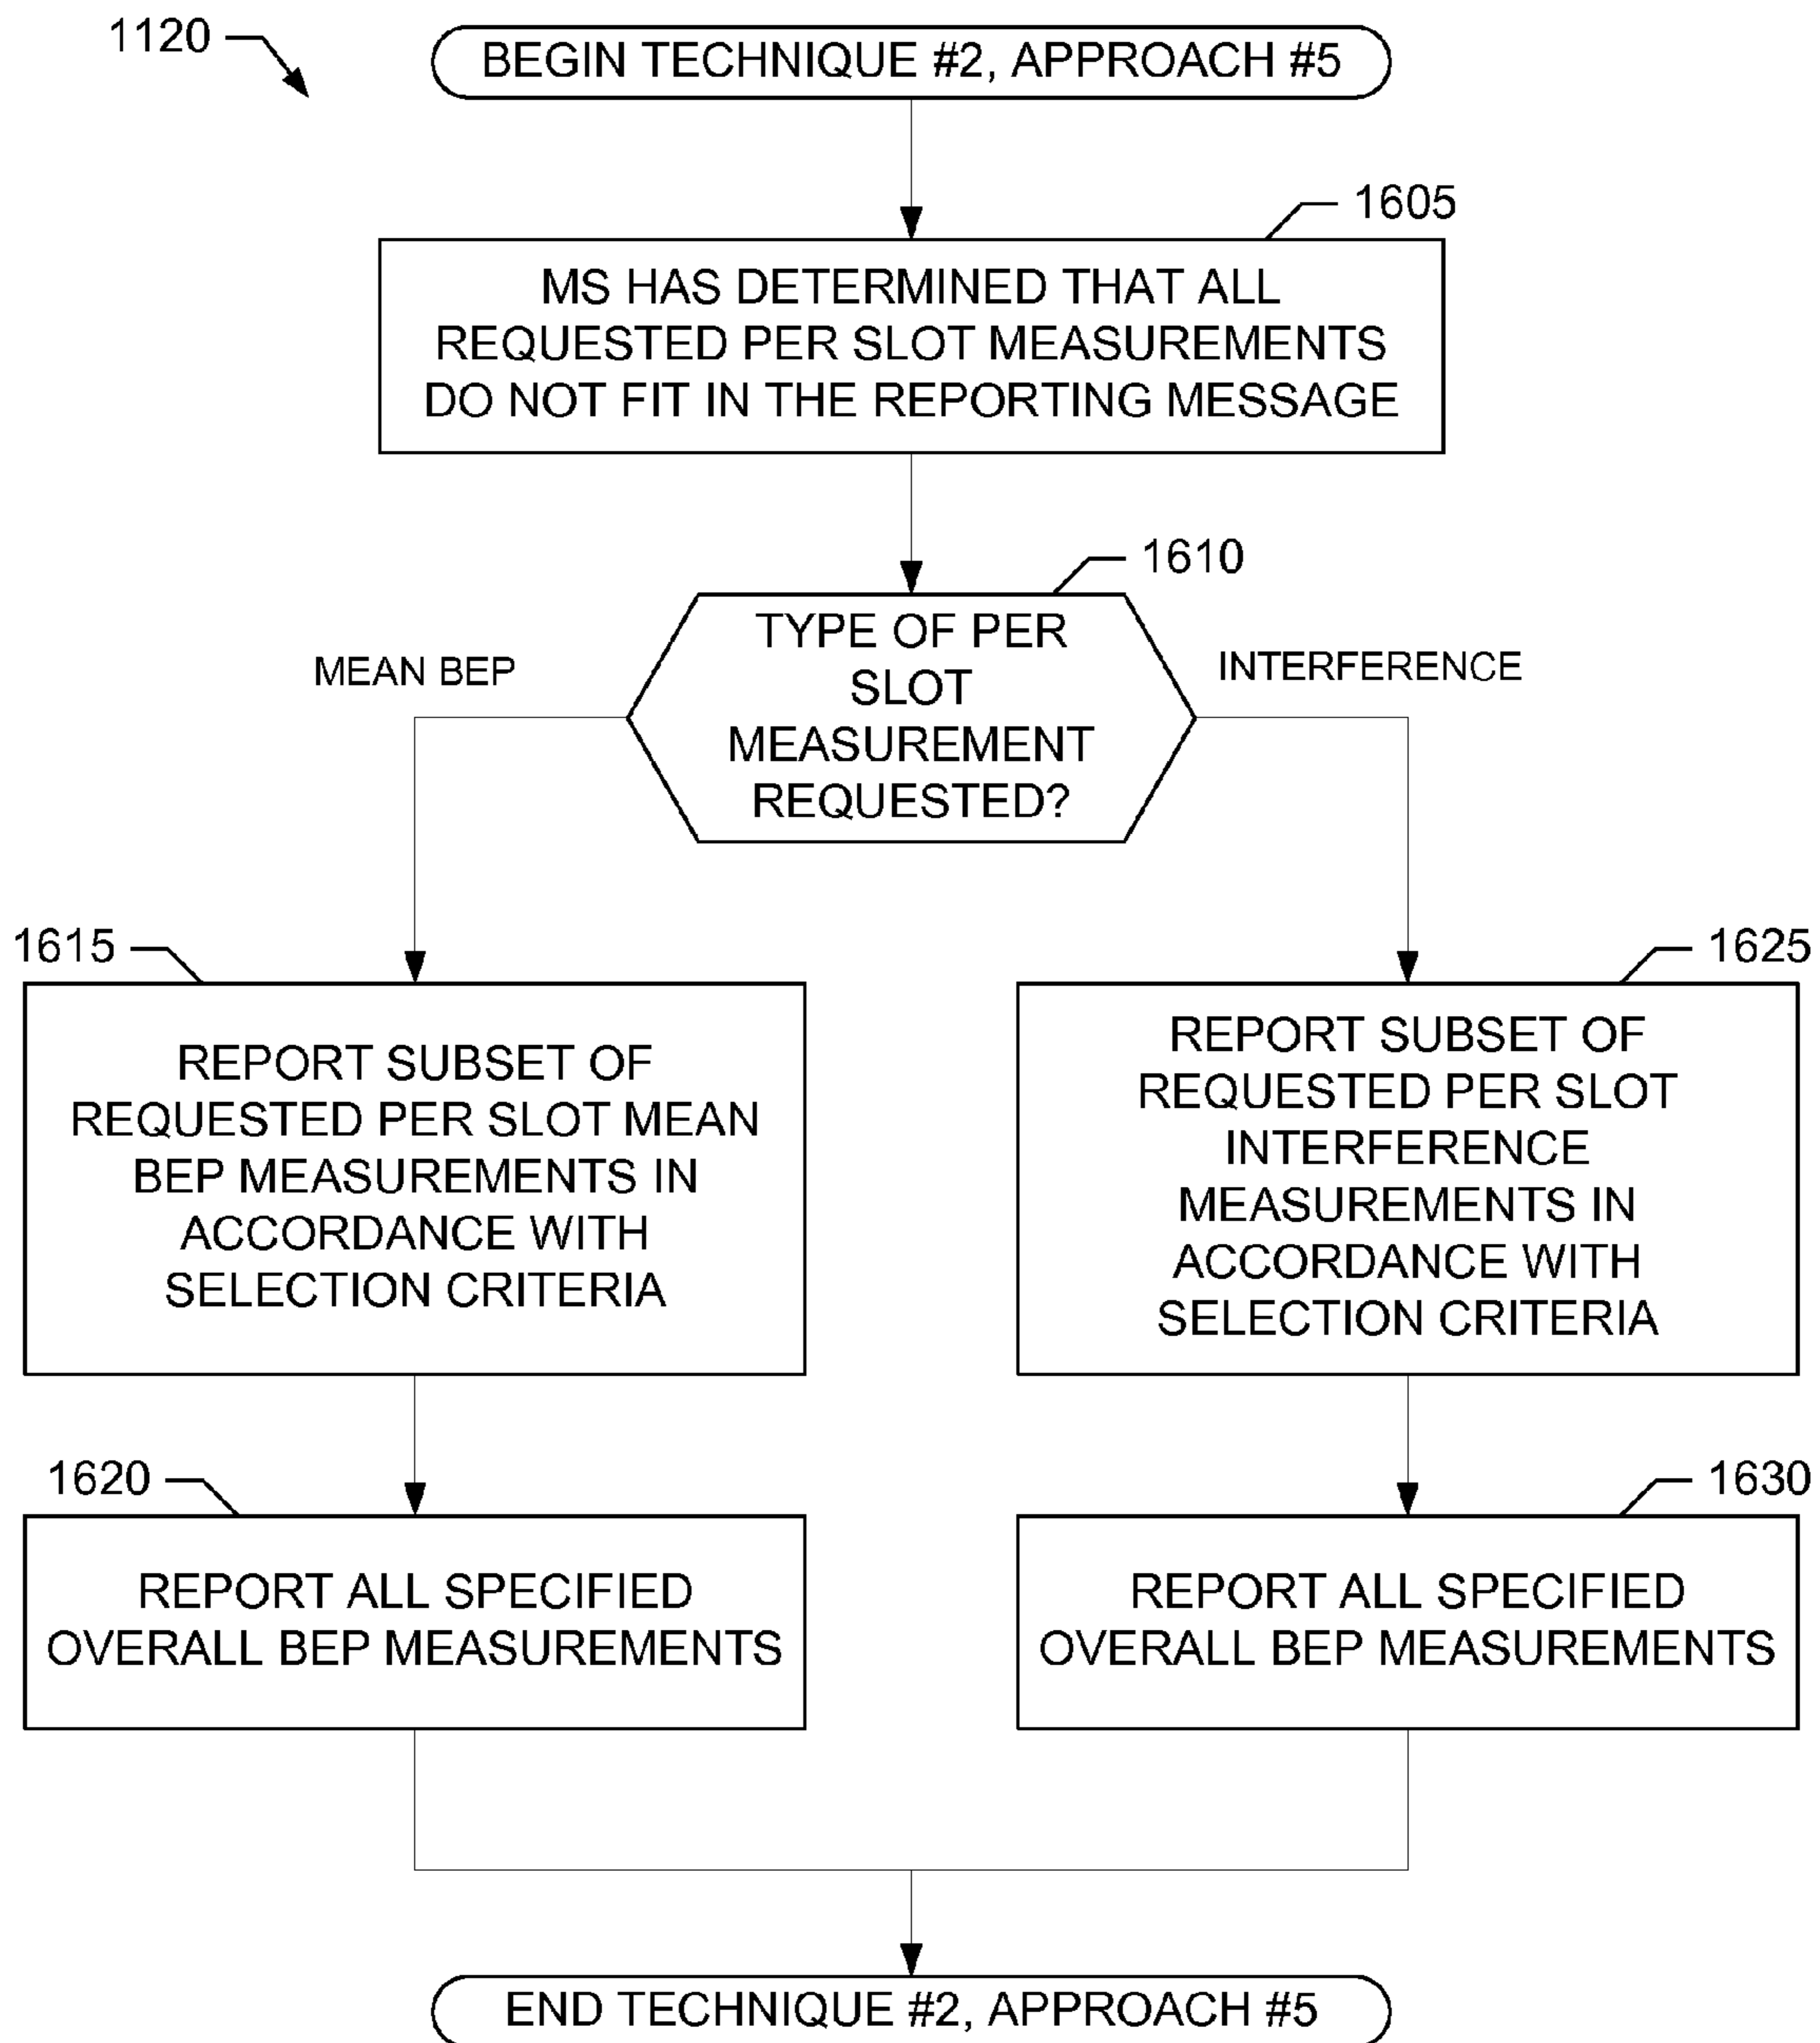 1120
BEGIN TECHNIQUE #2, APPROACH #5
1605
MS HAS DETERMINED THAT ALL
REQUESTED PER SLOT MEASUREMENTS
DO NOT FIT IN THE REPORTING MESSAGE
1610
TYPE OF PER
SLOT
MEASUREMENT
REQUESTED?
MEAN BEP
INTERFERENCE
1615
REPORT SUBSET OF
REQUESTED PER SLOT MEAN
BEP MEASUREMENTS IN
ACCORDANCE WITH
SELECTION CRITERIA
1625
REPORT SUBSET OF
REQUESTED PER SLOT
INTERFERENCE
MEASUREMENTS IN
ACCORDANCE WITH
SELECTION CRITERIA
1620
REPORT ALL SPECIFIED
OVERALL BEP MEASUREMENTS
1630
REPORT ALL SPECIFIED
OVERALL BEP MEASUREMENTS
END TECHNIQUE #2, APPROACH #5